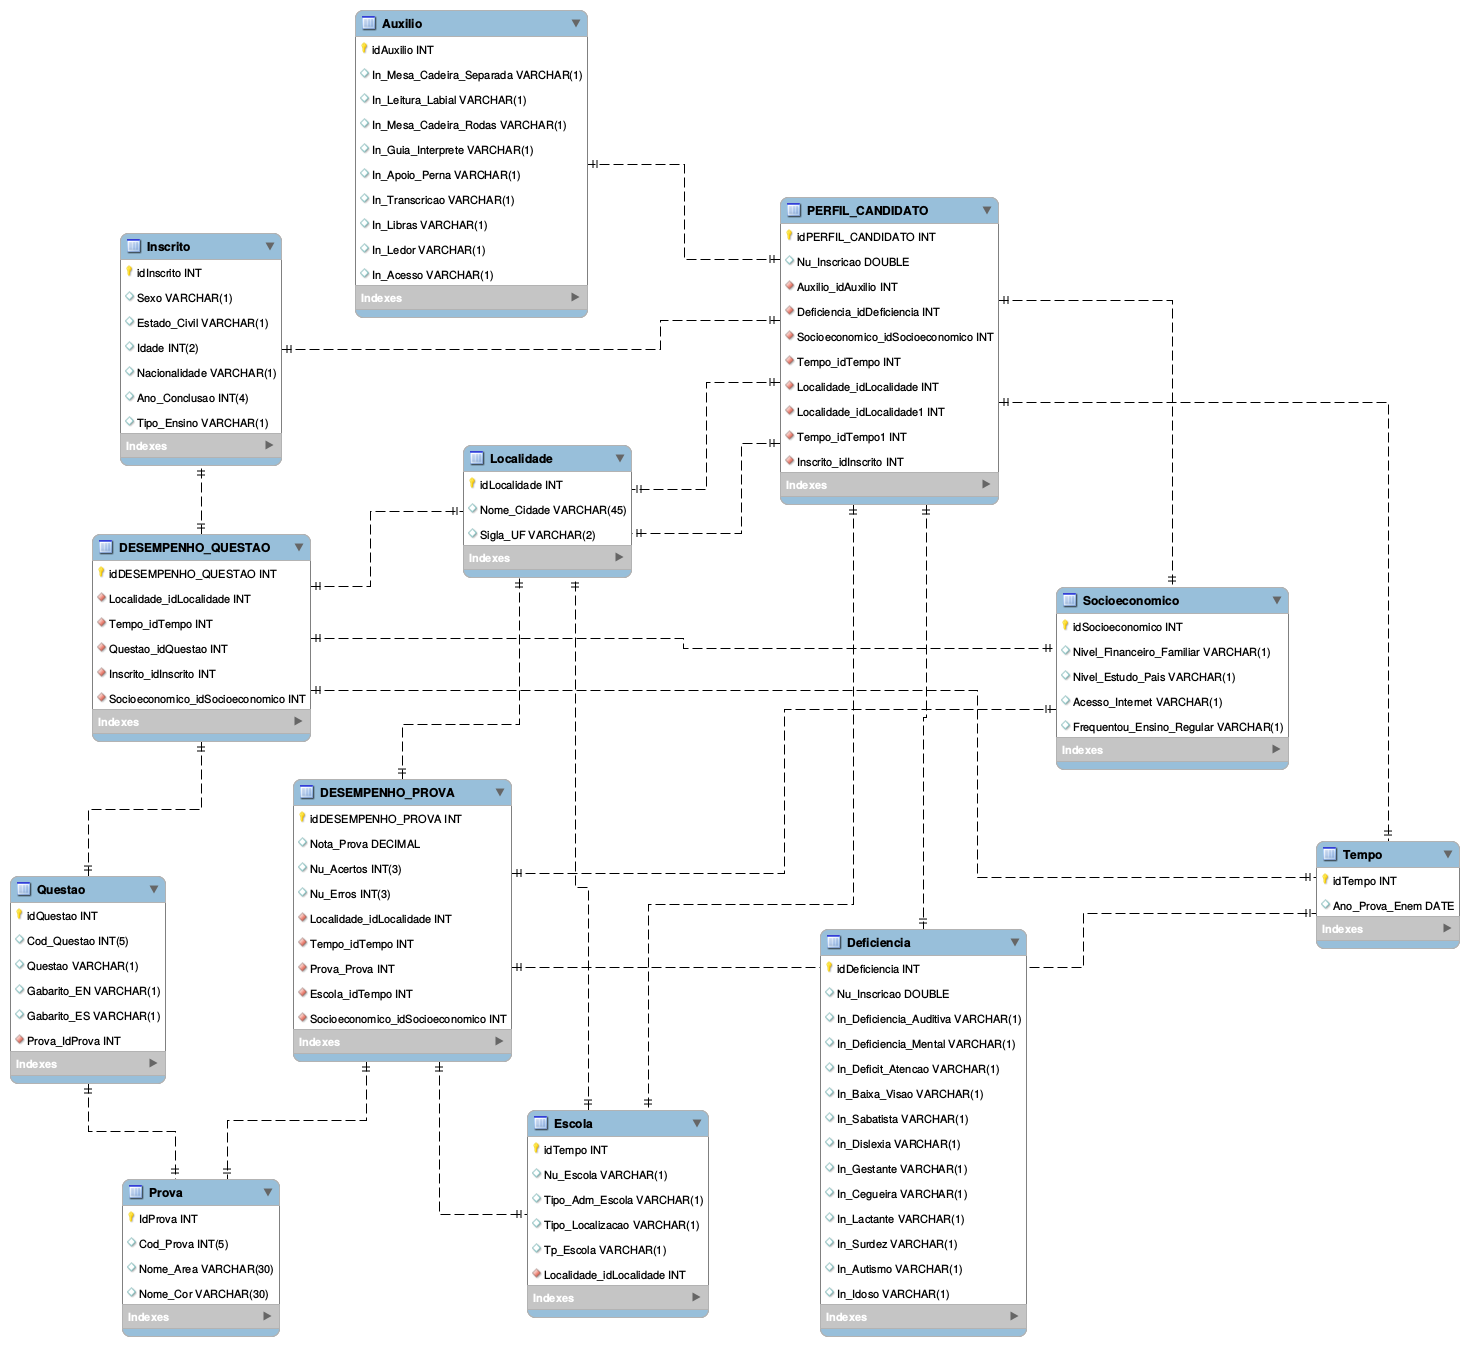 Auxilio
idAuxilio INT
In_Mesa_Cadeira_Separada VARCHAR(1)
In_Leitura_Labial VARCHAR(1)
In_Mesa_Cadeira_Rodas VARCHAR(1)
In_Guia_Interprete VARCHAR(1)
In_Apoio_Perna VARCHAR(1)
In_Transcricao VARCHAR(1)
In_Libras VARCHAR(1)
In_Ledor VARCHAR(1)
In_Acesso VARCHAR(1)
Indexes
PERFIL_CANDIDATO
idPERFIL_CANDIDATO INT
Nu_Inscricao DOUBLE
Auxilio_idAuxilio INT
Deficiencia_idDeficiencia INT
Socioeconomico_idSocioeconomico INT
Tempo_idTempo INT
Localidade_idLocalidade INT
Localidade_idLocalidade1 INT
Tempo_idTempo1 INT
Inscrito_idInscrito INT
Indexes
Inscrito
idInscrito INT
Sexo VARCHAR(1)
Estado_Civil VARCHAR(1)
Idade INT(2)
Nacionalidade VARCHAR(1)
Ano_Conclusao INT(4)
Tipo_Ensino VARCHAR(1)
Indexes
Localidade
idLocalidade INT
Nome_Cidade VARCHAR(45)
Sigla_UF VARCHAR(2)
Indexes
DESEMPENHO_QUESTAO
idDESEMPENHO_QUESTAO INT
Localidade_idLocalidade INT
Tempo_idTempo INT
Questao_idQuestao INT
Inscrito_idInscrito INT
Socioeconomico_idSocioeconomico INT
Indexes
Socioeconomico
idSocioeconomico INT
Nivel_Financeiro_Familiar VARCHAR(1)
Nivel_Estudo_Pais VARCHAR(1)
Acesso_Internet VARCHAR(1)
Frequentou_Ensino_Regular VARCHAR(1)
Indexes
DESEMPENHO_PROVA
idDESEMPENHO_PROVA INT
Nota_Prova DECIMAL
Nu_Acertos INT(3)
Nu_Erros INT(3)
Localidade_idLocalidade INT
Tempo_idTempo INT
Prova_Prova INT
Escola_idTempo INT
Socioeconomico_idSocioeconomico INT
Indexes
Tempo
idTempo INT
Ano_Prova_Enem DATE
Indexes
Questao
idQuestao INT
Cod_Questao INT(5)
Questao VARCHAR(1)
Gabarito_EN VARCHAR(1)
Gabarito_ES VARCHAR(1)
Prova_IdProva INT
Indexes
Deficiencia
idDeficiencia INT
Nu_Inscricao DOUBLE
In_Deficiencia_Auditiva VARCHAR(1)
In_Deficiencia_Mental VARCHAR(1)
In_Deficit_Atencao VARCHAR(1)
In_Baixa_Visao VARCHAR(1)
In_Sabatista VARCHAR(1)
In_Dislexia VARCHAR(1)
In_Gestante VARCHAR(1)
In_Cegueira VARCHAR(1)
In_Lactante VARCHAR(1)
In_Surdez VARCHAR(1)
In_Autismo VARCHAR(1)
In_Idoso VARCHAR(1)
Indexes
Escola
idTempo INT
Nu_Escola VARCHAR(1)
Tipo_Adm_Escola VARCHAR(1)
Tipo_Localizacao VARCHAR(1)
Tp_Escola VARCHAR(1)
Localidade_idLocalidade INT
Indexes
Prova
IdProva INT
Cod_Prova INT(5)
Nome_Area VARCHAR(30)
Nome_Cor VARCHAR(30)
Indexes